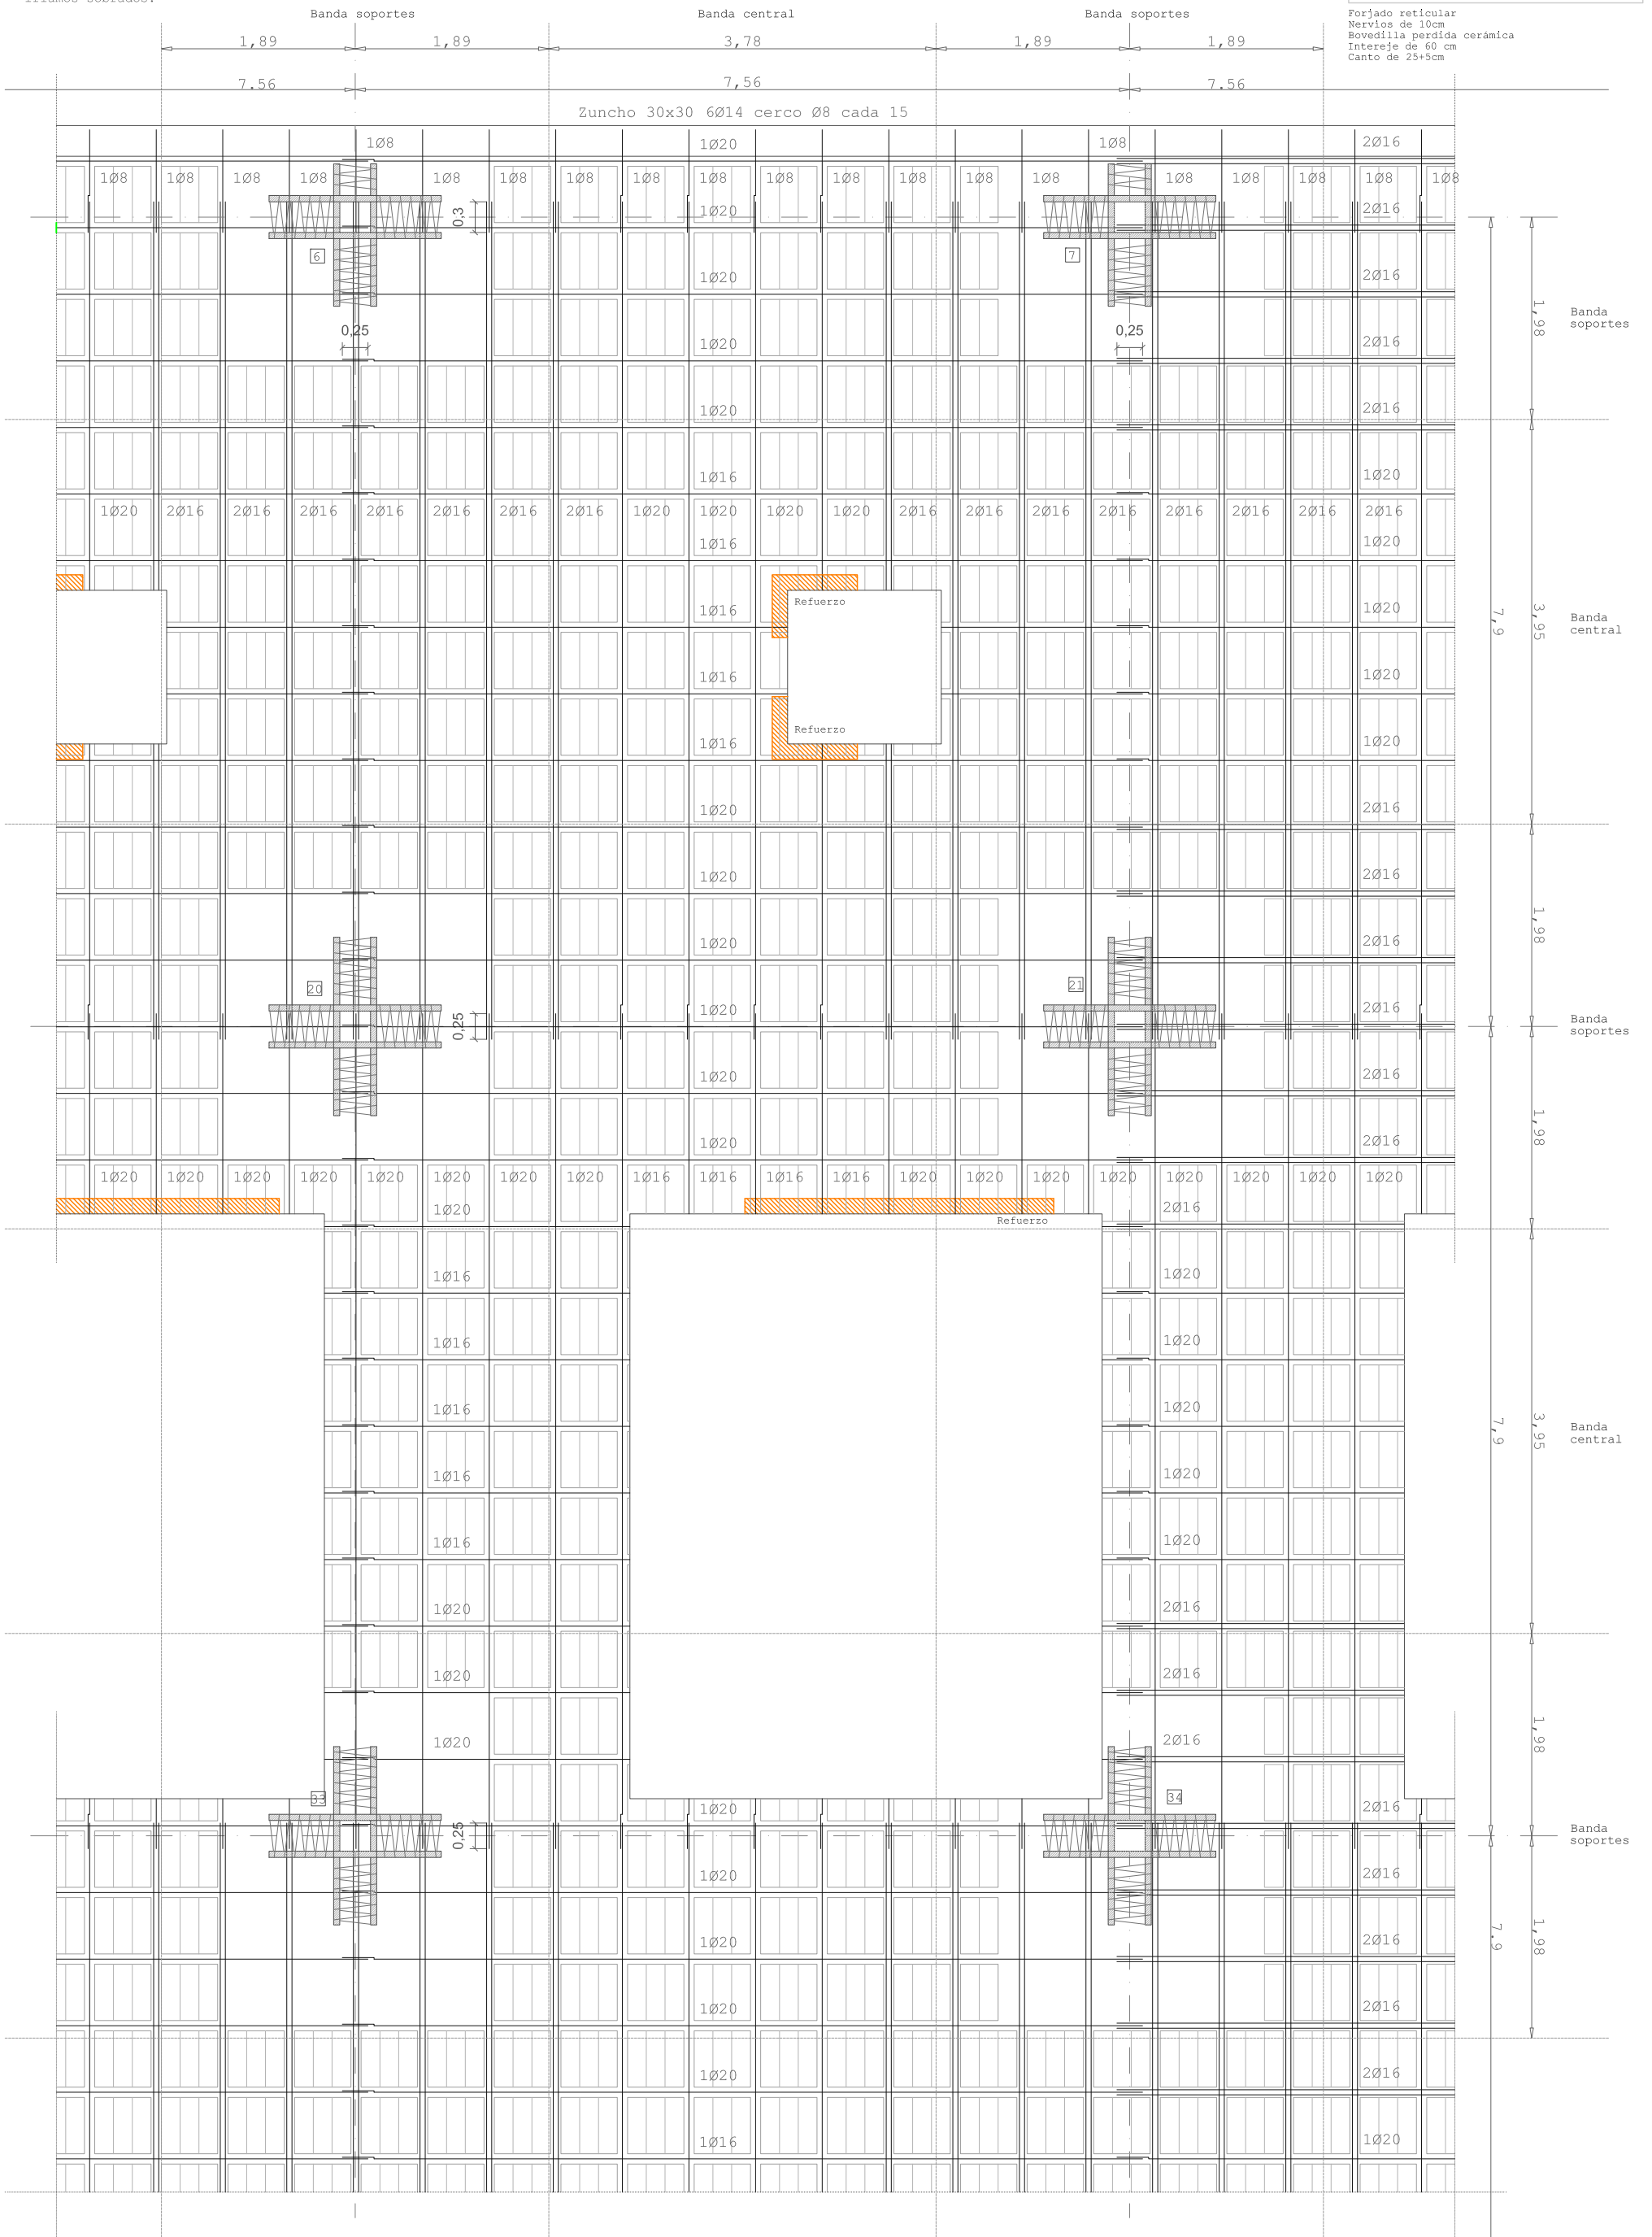 Banda soportes Banda central Banda soportes
Forjado reticular
Nervios de 10cm
Bovedilla perdida cerámica
Intereje de 60 cm
Canto de 25+5cm
1,89 1,89 3,78 1,89 1,89
7.56 7,56 7.56
Zuncho 30x30 6Ø14 cerco Ø8 cada 15
1Ø8 1Ø20 1Ø8 2Ø16
1Ø8 1Ø8 1Ø8 1Ø8 1Ø8 1Ø8 1Ø8 1Ø8 1Ø8 1Ø8 1Ø8 1Ø8 1Ø8 1Ø8 1Ø8 1Ø8 1Ø8 1Ø8 1Ø8
0,3 1Ø20 2Ø16
6 7
1Ø20 2Ø16
1,98 Banda
soportes
0,25 0,25
1Ø20 2Ø16
1Ø20 2Ø16
1Ø16 1Ø20
1Ø20 2Ø16 2Ø16 2Ø16 2Ø16 2Ø16 2Ø16 2Ø16 1Ø20 1Ø20 1Ø20 1Ø20 2Ø16 2Ø16 2Ø16 2Ø16 2Ø16 2Ø16 2Ø16 2Ø16
1Ø16 1Ø20
Refuerzo
1Ø16 1Ø20
7,9 3,95 Banda
central
1Ø16 1Ø20
Refuerzo
1Ø16 1Ø20
1Ø20 2Ø16
1Ø20 2Ø16
1,98
1Ø20 2Ø16
20 21
1Ø20 2Ø16
0,25 Banda
soportes
1Ø20 2Ø16
1,98
1Ø20 2Ø16
1Ø20 1Ø20 1Ø20 1Ø20 1Ø20 1Ø20 1Ø20 1Ø20 1Ø16 1Ø16 1Ø16 1Ø16 1Ø20 1Ø20 1Ø20 1Ø20 1Ø20 1Ø20 1Ø20 1Ø20
1Ø20 2Ø16
Refuerzo
1Ø16 1Ø20
1Ø16 1Ø20
1Ø16 1Ø20
7,9 3,95 Banda
central
1Ø16 1Ø20
1Ø16 1Ø20
1Ø20 2Ø16
1Ø20 2Ø16
1Ø20 2Ø16
1,98
33 34
1Ø20 2Ø16
0,25 Banda
soportes
1Ø20 2Ø16
1Ø20 2Ø16
7.9 1,98
1Ø20 2Ø16
1Ø20 2Ø16
1Ø16 1Ø20